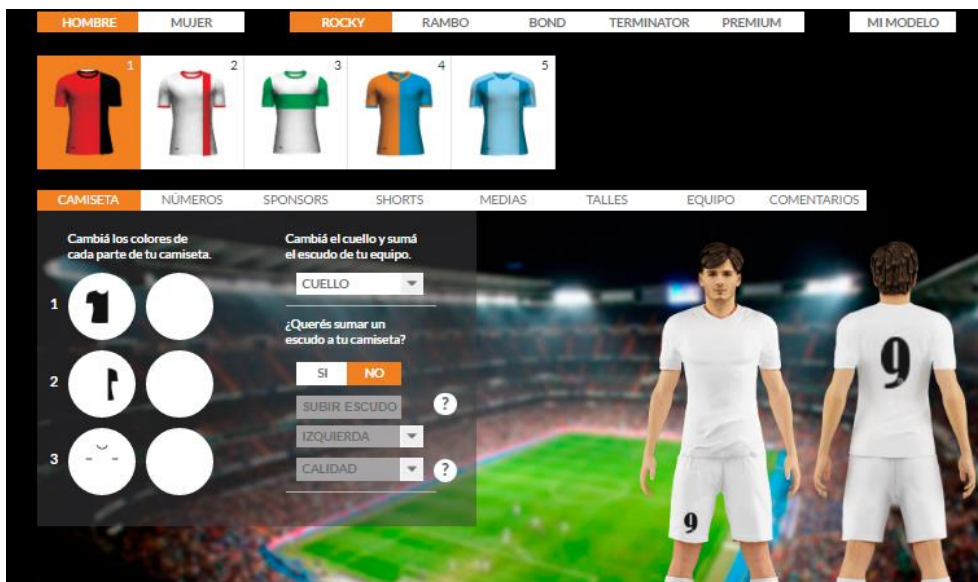 HOMBRE MUJER ROCKY RAMBO BOND TERMINATOR PREMIUM MI MODELO
1 2 3 4 5
CAMISETA NÚMEROS SPONSORS SHORTS MEDIAS TALLES EQUIPO COMENTARIOS
Cambiá los colores de
cada parte de tu camiseta.
1
2
3
Cambiá el cuello y sumá
el escudo de tu equipo.
CUELLO
¿Querés sumar un
escudo a tu camiseta?
SI NO
SUBIR ESCUDO ?
IZQUIERDA
CALIDAD ?
9
9